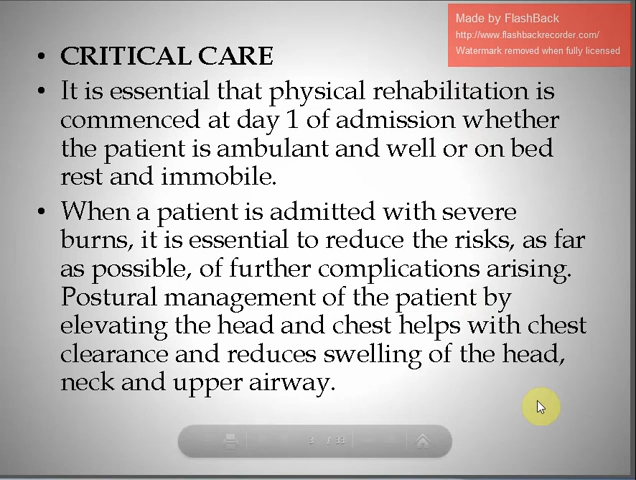 Made by FlashBack
http://www.flashbackrecorder.com/
Watermark removed when fully licensed
• CRITICAL CARE
• It is essential that physical rehabilitation is
commenced at day 1 of admission whether
the patient is ambulant and well or on bed
rest and immobile.
• When a patient is admitted with severe
burns, it is essential to reduce the risks, as far
as possible, of further complications arising.
Postural management of the patient by
elevating the head and chest helps with chest
clearance and reduces swelling of the head,
neck and upper airway.
3 / 33